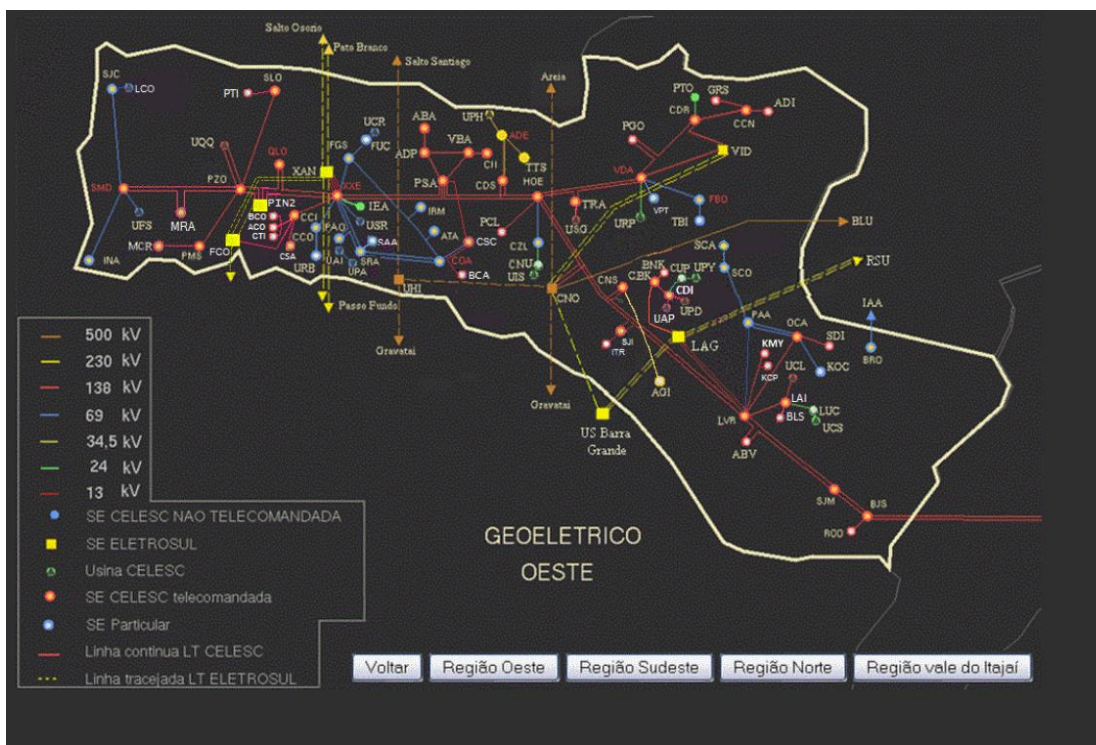 Salto Osorio
Pato Branco
Salto Santiago
Areia
SJC
LCO
PTI
SLO
UQQ
QLO
PZO
SMD
UFS
MRA
MCR
PMS
INA
XAN
PIN2
BCO
ACO
CTI
CCI
CCO
CSA
FCO
URB
UCR
FUC
FGS
XXE
IEA
USR
PAO
SAA
UAI
UPA
SRA
IRM
ATA
CGA
CSC
BCA
ABA
ADP
VBA
PSA
UPH
ADE
TTS
CDS
HOE
PCL
CZL
CNU
UIS
TRA
USG
PGO
PTO
GRS
CDR
CCN
ADI
VID
VDA
URP
VPT
FBO
TBI
BLU
RSU
UHI
Passo Fundo
Gravatai
CNO
Gravatai
CNS
CBK
BNK
CUP
UPY
CDI
UAP
UPD
SCA
SCO
SJI
ITR
LAG
AGI
US Barra
Grande
PAA
OCA
IAA
SDI
BRO
KMY
KCP
KOC
UCL
LAI
BLS
LUC
UCS
LVR
ABV
SJM
BJS
ROD
500 kV
230 kV
138 kV
69 kV
34,5 kV
24 kV
13 kV
SE CELESC NAO TELECOMANDADA
SE ELETROSUL
Usina CELESC
SE CELESC telecomandada
SE Particular
Linha contínua LT CELESC
Linha tracejada LT ELETROSUL
GEOELETRICO
OESTE
Voltar
Região Oeste
Região Sudeste
Região Norte
Região vale do Itajaí